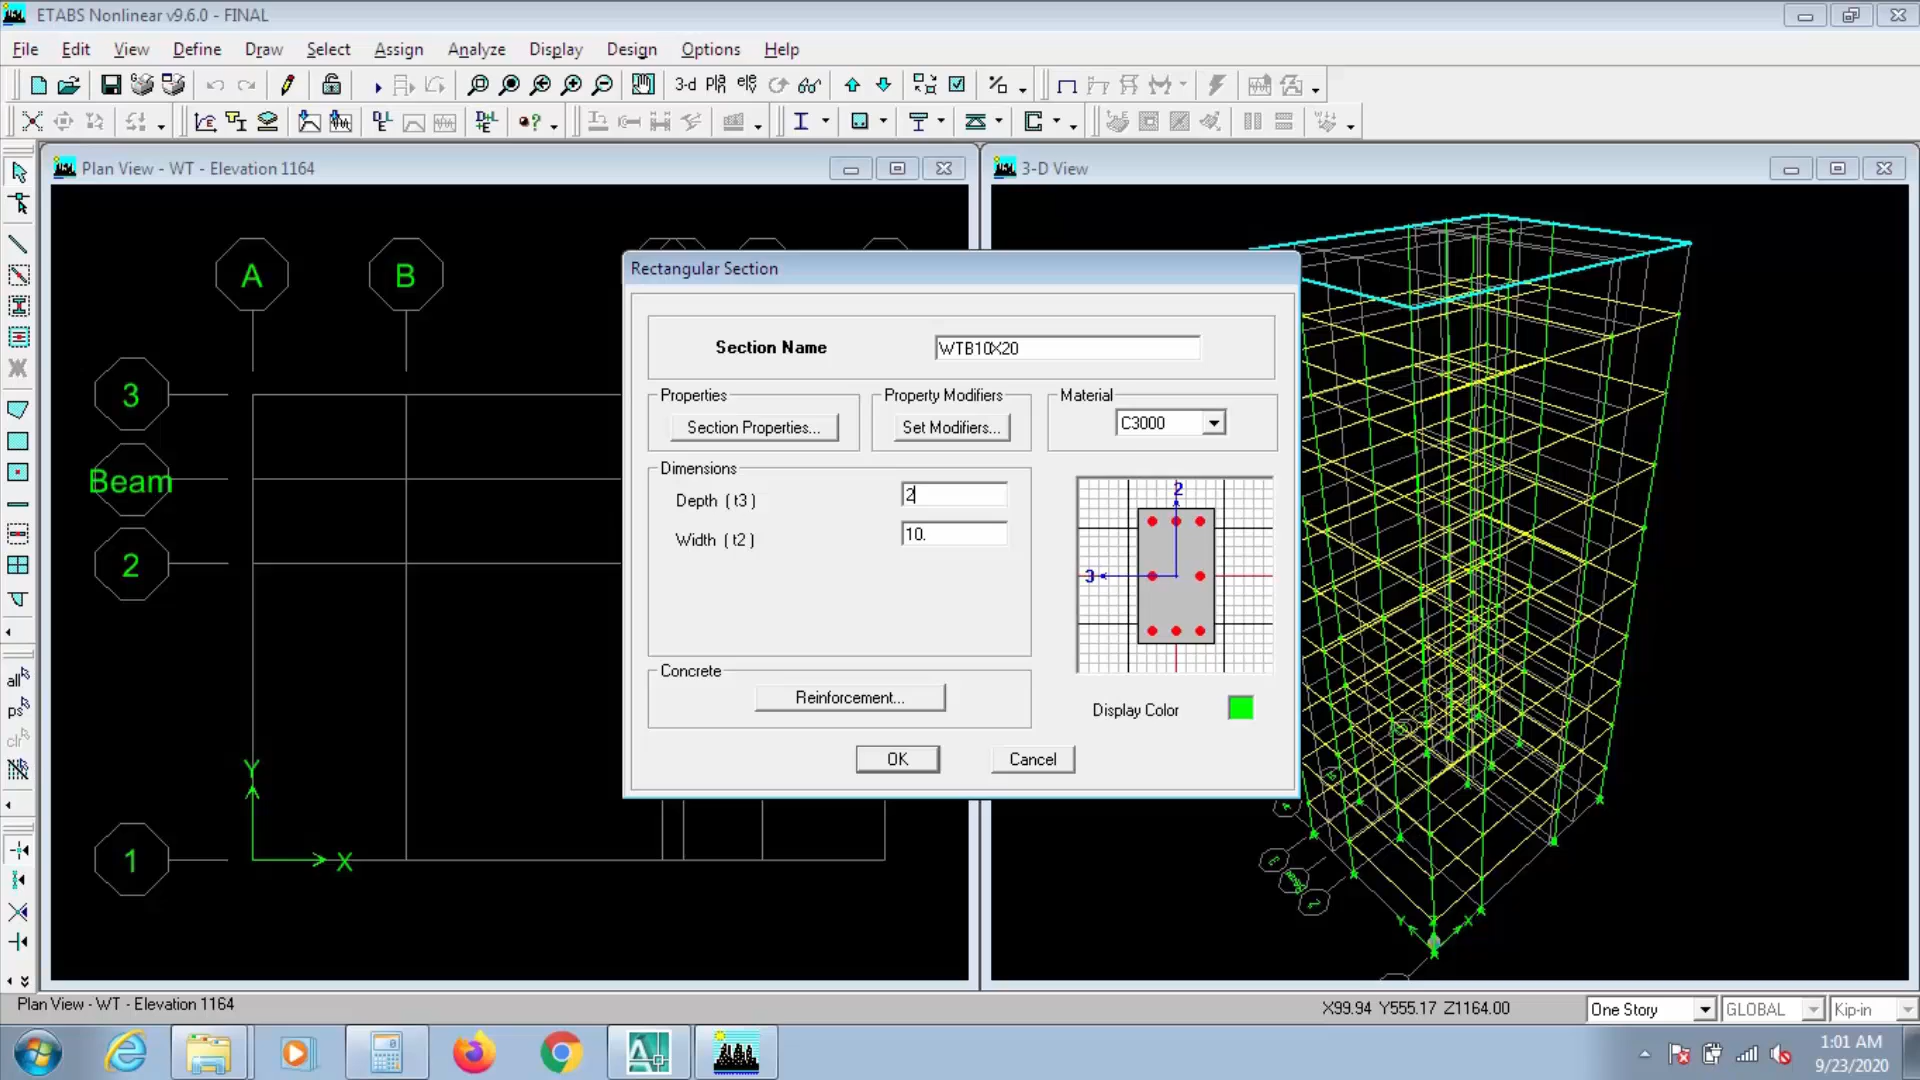 ETABS Nonlinear v9.6.0 - FINAL
File Edit View Define Draw Select Assign Analyze Display Design Options Help
3-d
all
ps
clr
Plan View - WT - Elevation 1164
A
B
3
Beam
2
1
Y
X
3-D View
Rectangular Section
Section Name WTB10X20
Properties
Section Properties...
Property Modifiers
Set Modifiers...
Material
C3000
Dimensions
Depth ( t3 ) 2
Width ( t2 ) 10.
2
3
Concrete
Reinforcement...
Display Color
OK
Cancel
Plan View - WT - Elevation 1164
X99.94 Y555.17 Z1164.00
One Story
GLOBAL
Kip-in
1:01 AM
9/23/2020